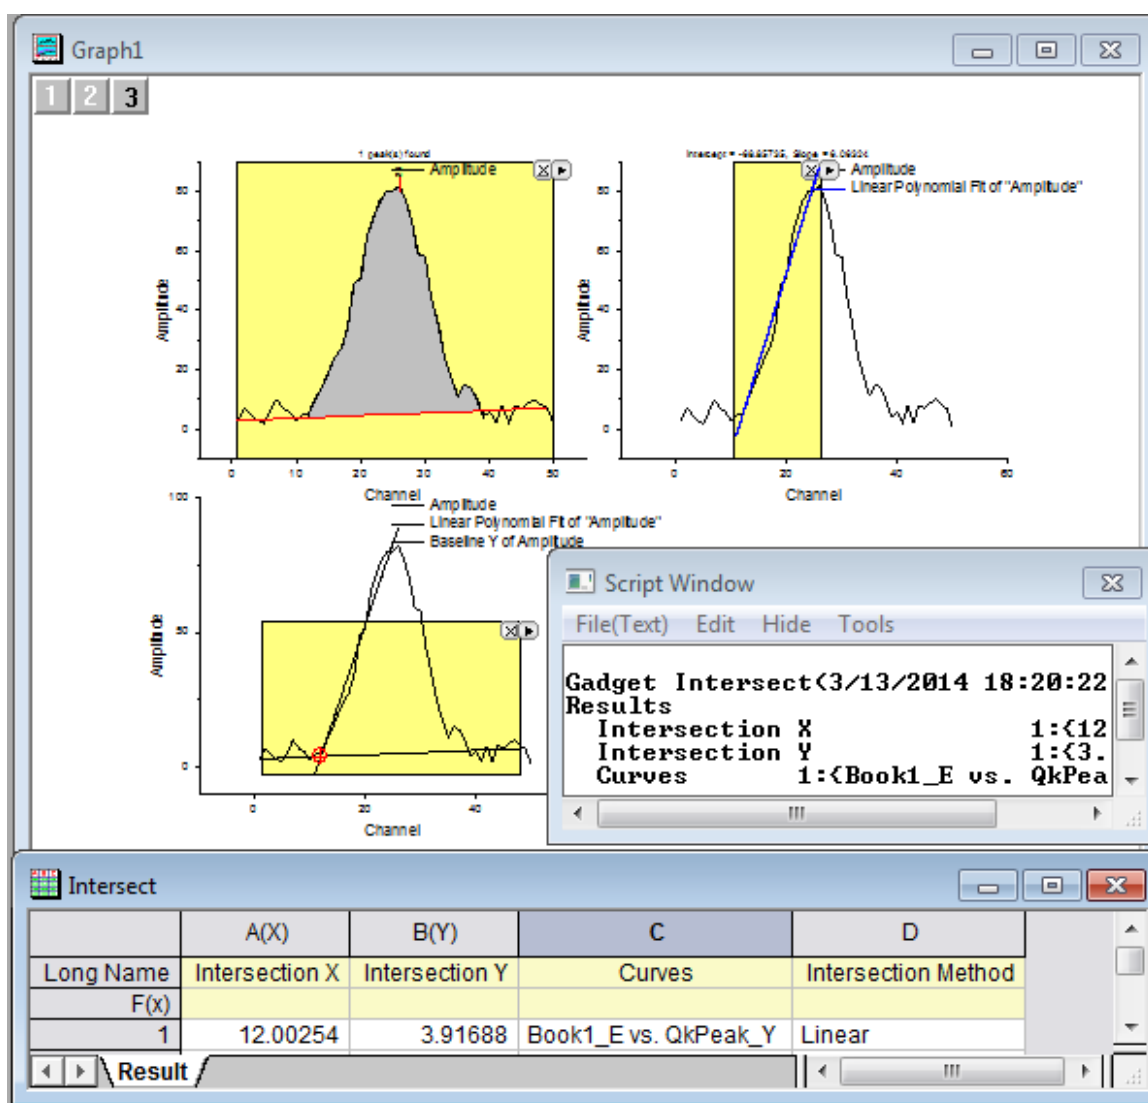 Graph1
1 2 3
1 peak(s) found
Amplitude
Amplitude
80
60
40
20
0
0 10 20 30 40 50
Channel
Amplitude
Linear Polynomial Fit of "Amplitude"
Amplitude
80
60
40
20
0
0 20 40 60
Channel
Amplitude
Linear Polynomial Fit of "Amplitude"
Baseline Y of Amplitude
Amplitude
100
50
0
0 20 40
Channel
Script Window
File(Text) Edit Hide Tools
Gadget Intersect(3/13/2014 18:20:22
Results
Intersection X 1:{12
Intersection Y 1:{3.
Curves 1:{Book1_E vs. QkPea
Intersect
A(X) B(Y) C D
Long Name Intersection X Intersection Y Curves Intersection Method
F(x)
1 12.00254 3.91688 Book1_E vs. QkPeak_Y Linear
Result